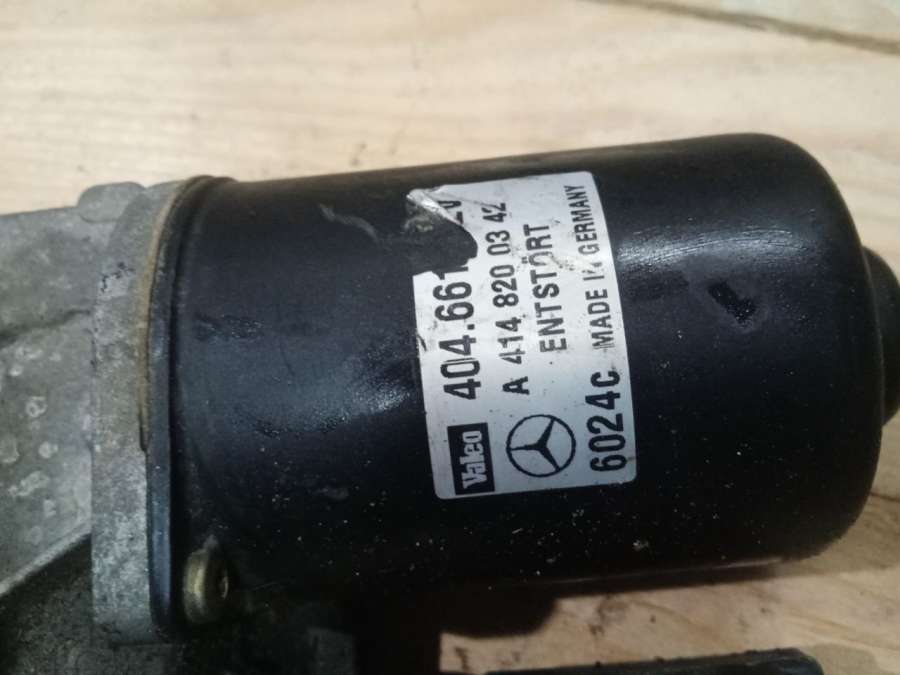 Valeo 404.661
A 414 820 03 42
ENTSTÖRT
6024C MADE IN GERMANY